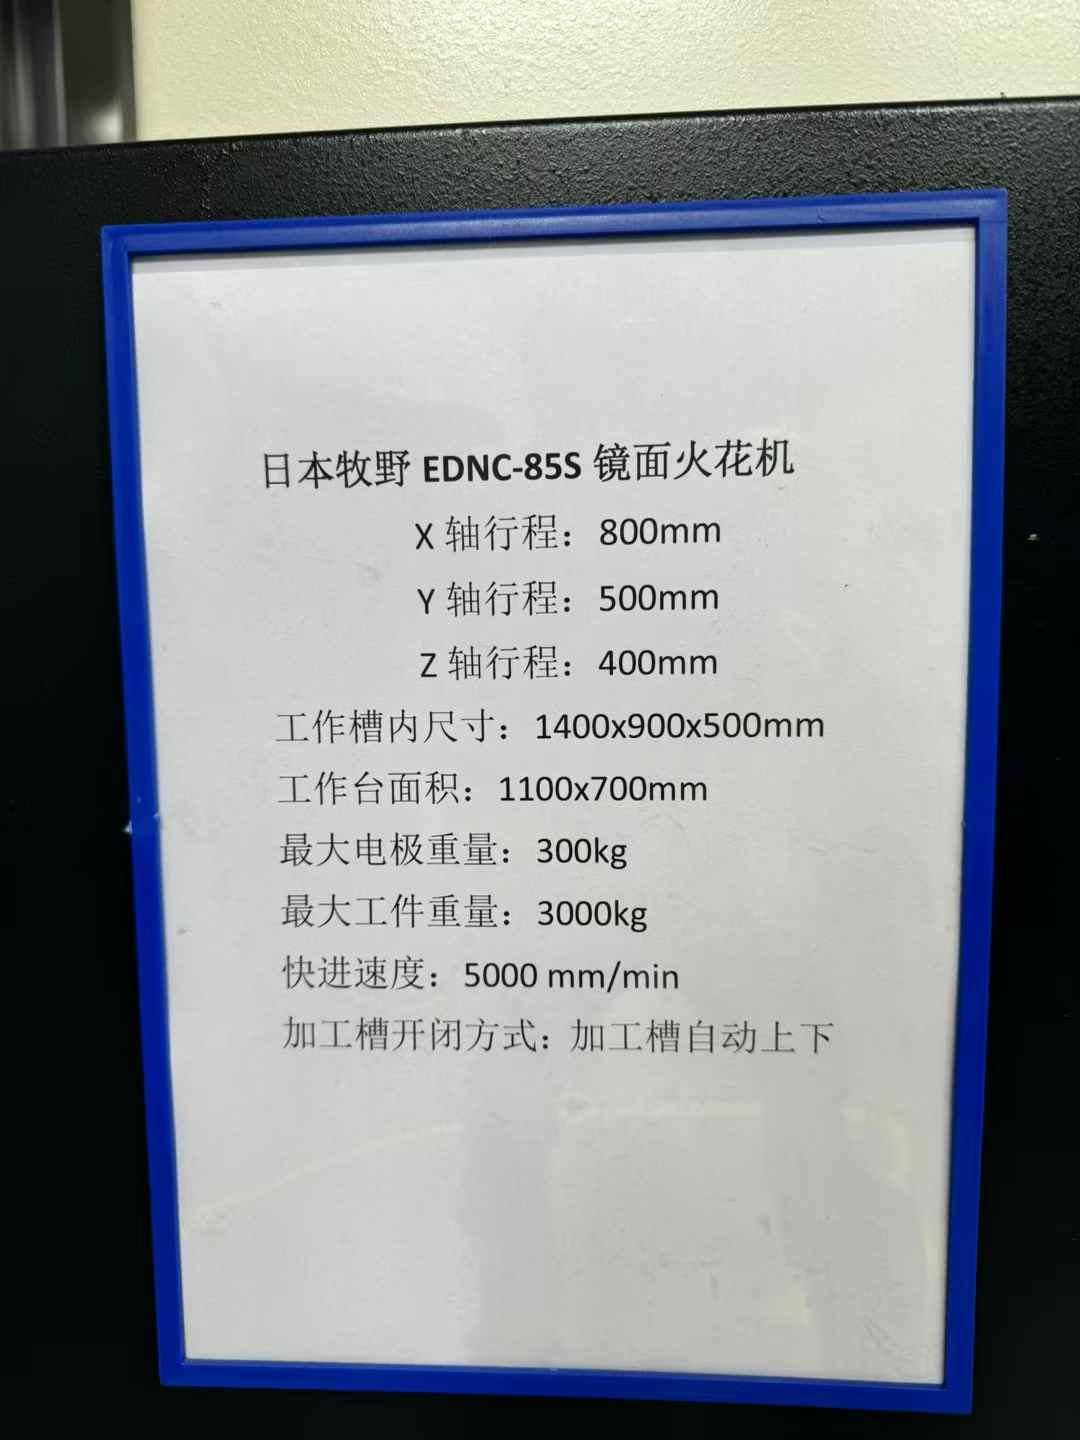 日本牧野 EDNC-85S 镜面火花机
X 轴行程：800mm
Y 轴行程：500mm
Z 轴行程：400mm
工作槽内尺寸：1400x900x500mm
工作台面积：1100x700mm
最大电极重量：300kg
最大工件重量：3000kg
快进速度：5000 mm/min
加工槽开闭方式：加工槽自动上下